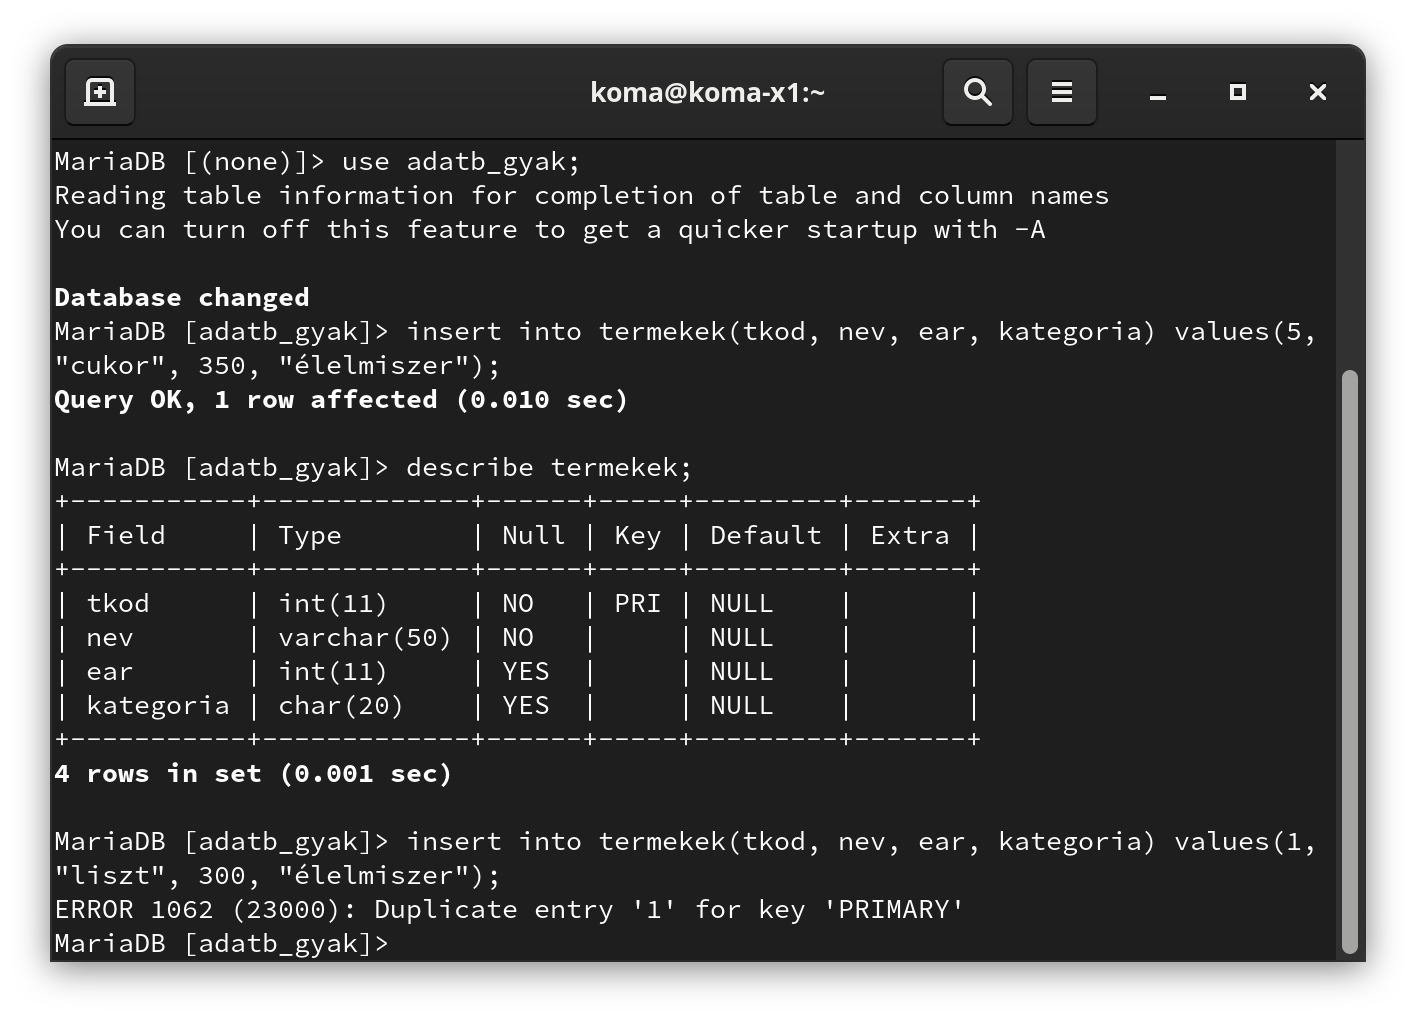 koma@koma-x1:~
MariaDB [(none)]> use adatb_gyak;
Reading table information for completion of table and column names
You can turn off this feature to get a quicker startup with -A

Database changed
MariaDB [adatb_gyak]> insert into termekek(tkod, nev, ear, kategoria) values(5,
"cukor", 350, "élelmiszer");
Query OK, 1 row affected (0.010 sec)

MariaDB [adatb_gyak]> describe termekek;
+-----------+-------------+------+-----+---------+-------+
| Field     | Type        | Null | Key | Default | Extra |
+-----------+-------------+------+-----+---------+-------+
| tkod      | int(11)     | NO   | PRI | NULL    |       |
| nev       | varchar(50) | NO   |     | NULL    |       |
| ear       | int(11)     | YES  |     | NULL    |       |
| kategoria | char(20)    | YES  |     | NULL    |       |
+-----------+-------------+------+-----+---------+-------+
4 rows in set (0.001 sec)

MariaDB [adatb_gyak]> insert into termekek(tkod, nev, ear, kategoria) values(1,
"liszt", 300, "élelmiszer");
ERROR 1062 (23000): Duplicate entry '1' for key 'PRIMARY'
MariaDB [adatb_gyak]>